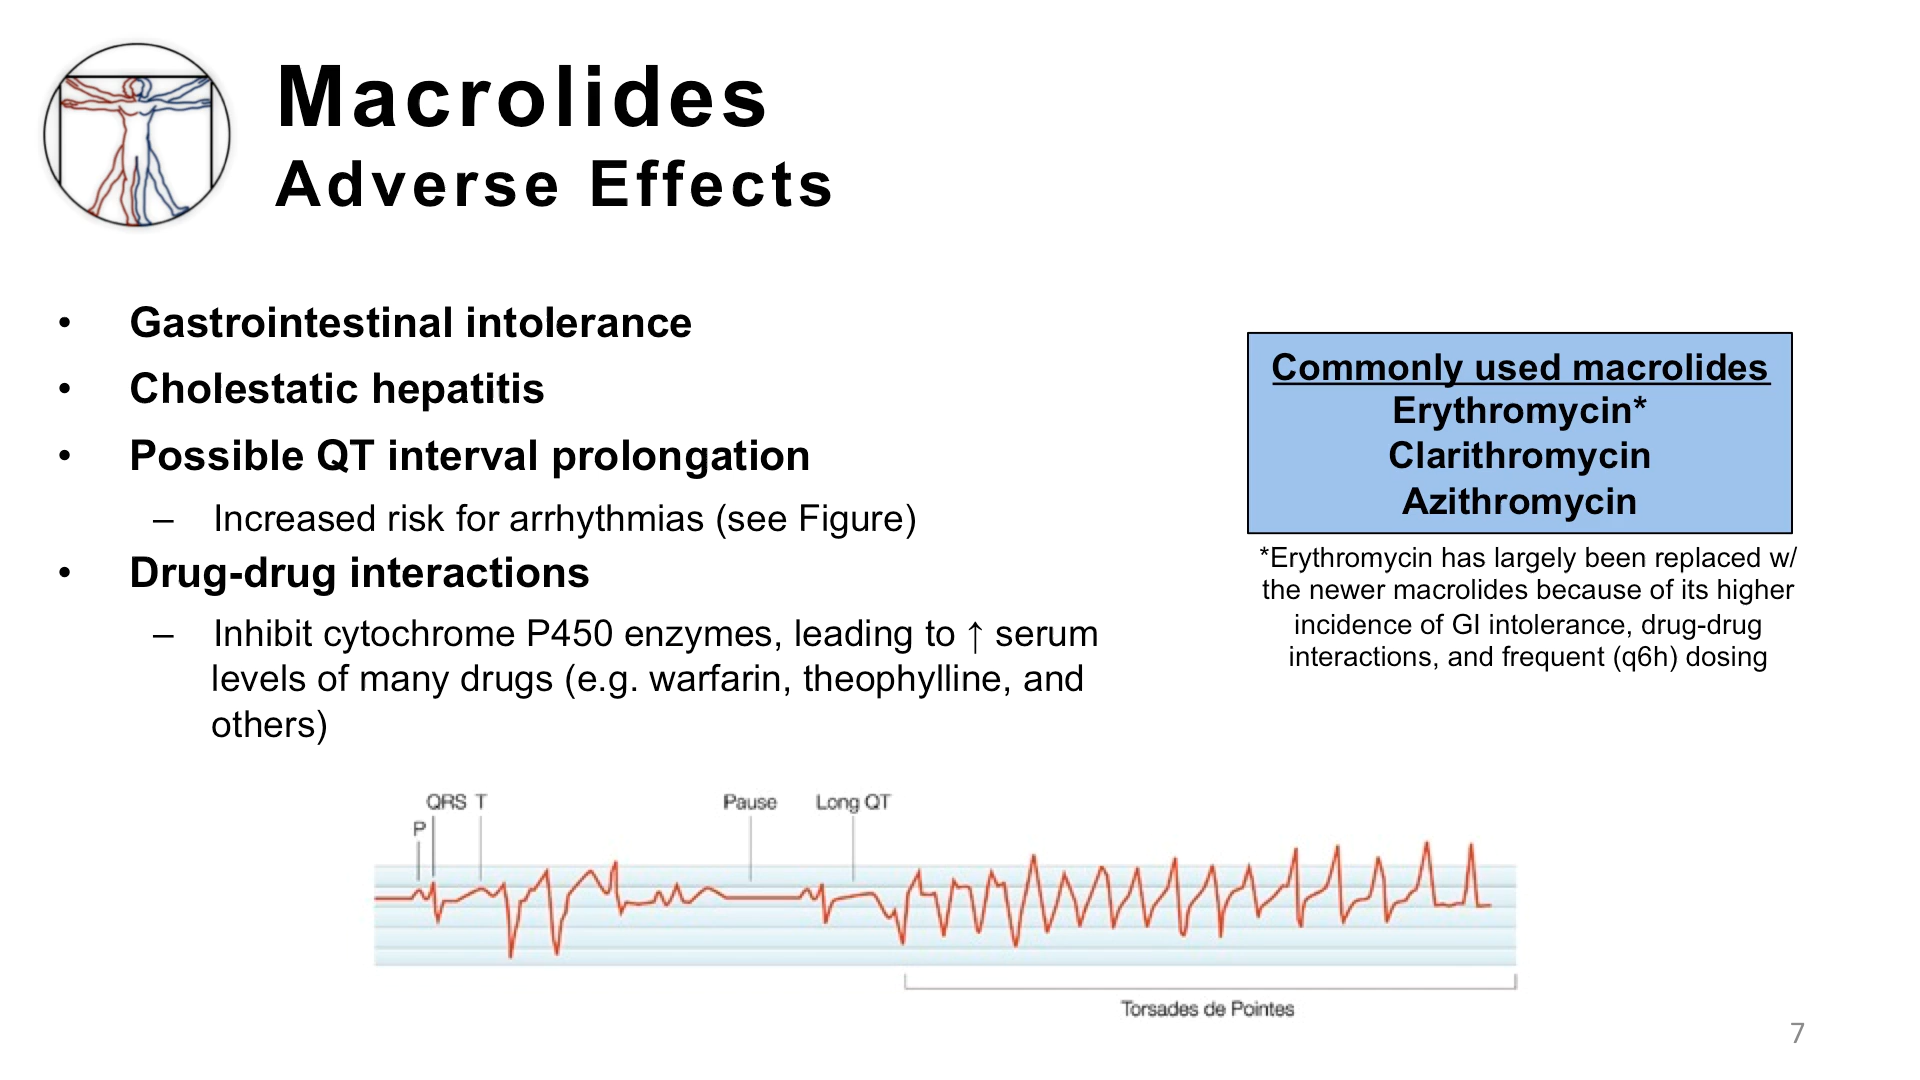 Macrolides
Adverse Effects
• Gastrointestinal intolerance
• Cholestatic hepatitis
• Possible QT interval prolongation
– Increased risk for arrhythmias (see Figure)
• Drug-drug interactions
– Inhibit cytochrome P450 enzymes, leading to ↑ serum
levels of many drugs (e.g. warfarin, theophylline, and
others)
Commonly used macrolides
Erythromycin*
Clarithromycin
Azithromycin
*Erythromycin has largely been replaced w/
the newer macrolides because of its higher
incidence of GI intolerance, drug-drug
interactions, and frequent (q6h) dosing
QRS T Pause Long QT
P
Torsades de Pointes
7